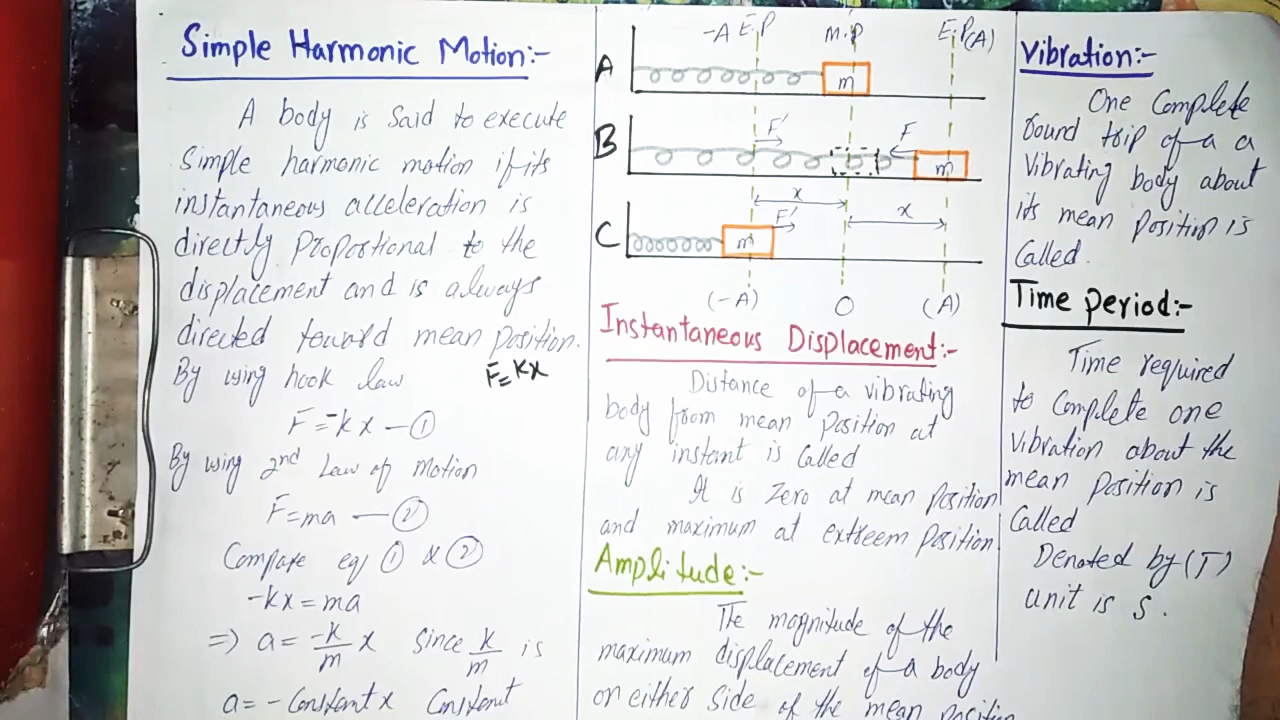 Simple Harmonic Motion:-
A body is said to execute
Simple harmonic motion if its
instantaneous acceleration is
directly proportional to the
displacement and is always
directed toward mean position.
By using hook law F=kx
F=-kx —①
By using 2nd Law of motion
F=ma —②
Compare eq ① & ②
-kx=ma
=> a= -k/m x since k/m is
a= - constant x Constant
-A E.P M.P E.P(A)
A m
B F' F m
x x
C m F'
(-A) O (A)
Instantaneous Displacement:-
Distance of a vibrating
body from mean position at
any instant is Called
It is Zero at mean position
and maximum at extreem position.
Amplitude:-
The magnitude of the
maximum displacement of a body
on either side of the mean position
Vibration:-
One Complete
round trip of a a
vibrating body about
its mean position is
Called.
Time period:-
Time required
to Complete one
vibration about the
mean position is
Called
Denoted by (T)
unit is s.